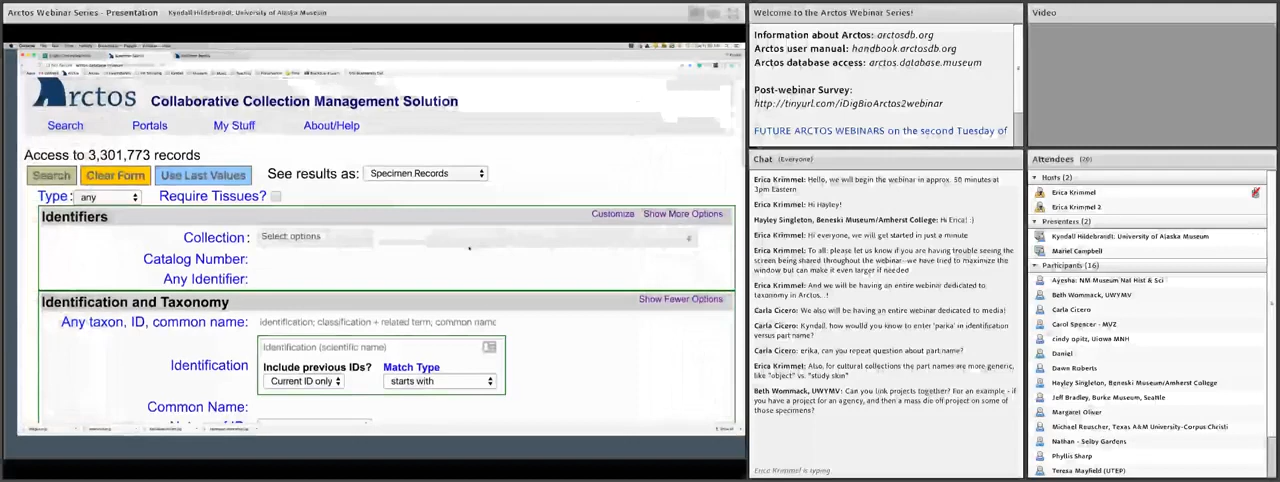 Arctos Webinar Series - Presentation
Kyndall Hildebrandt; University of Alaska Museum
Arctos Collaborative Collection Management Solution
Search Portals My Stuff About/Help
Access to 3,301,773 records
Search Clear Form Use Last Values See results as: Specimen Records
Type: any Require Tissues?
Identifiers Customize Show More Options
Collection: Select options
Catalog Number:
Any Identifier:
Identification and Taxonomy Show Fewer Options
Any taxon, ID, common name: Identification; classification + related term; common name
Identification
Identification (scientific name)
Include previous IDs? Match Type
Current ID only starts with
Common Name:
Welcome to the Arctos Webinar Series!
Information about Arctos: arctosdb.org
Arctos user manual: handbook.arctosdb.org
Arctos database access: arctos.database.museum
Post-webinar Survey:
http://tinyurl.com/iDigBioArctos2webinar
FUTURE ARCTOS WEBINARS on the second Tuesday of
Chat (Everyone)
Erica Krimmel: Hello, we will begin the webinar in approx. 30 minutes at
3pm Eastern
Erica Krimmel: Hi Hayley!
Hayley Singleton, Beneski Museum/Amherst College: Hi Erica! :)
Erica Krimmel: Hi everyone, we will get started in just a minute
Erica Krimmel: To all: please let us know if you are having trouble seeing the
screen being shared throughout the webinar--we have tried to maximize the
window but can make it even larger if needed
Erica Krimmel: And we will be having an entire webinar dedicated to
taxonomy in Arctos...!
Carla Cicero: We also will be having an entire webinar dedicated to media!
Carla Cicero: Kyndall, how would you know to enter 'parka' in identification
versus part name?
Carla Cicero: erika, can you repeat question about part name?
Erica Krimmel: Also, for cultural collections the part names are more generic,
like "object" vs. "study skin"
Beth Wommack, UWYMV: Can you link projects together? For an example - if
you have a project for an agency, and then a mass die off project on some of
those specimens?
Erica Krimmel is typing
Video
Attendees (20)
Hosts (2)
Erica Krimmel
Erica Krimmel 2
Presenters (2)
Kyndall Hildebrandt: University of Alaska Museum
Mariel Campbell
Participants (16)
Ayesha: NM Museum Nat Hist & Sci
Beth Wommack, UWYMV
Carla Cicero
Carol Spencer - MVZ
cindy opitz, UIowa MNH
Daniel
Dawn Roberts
Hayley Singleton, Beneski Museum/Amherst College
Jeff Bradley, Burke Museum, Seattle
Margaret Oliver
Michael Reuscher, Texas A&M University-Corpus Christi
Nathan - Selby Gardens
Phyllis Sharp
Teresa Mayfield (UTEP)